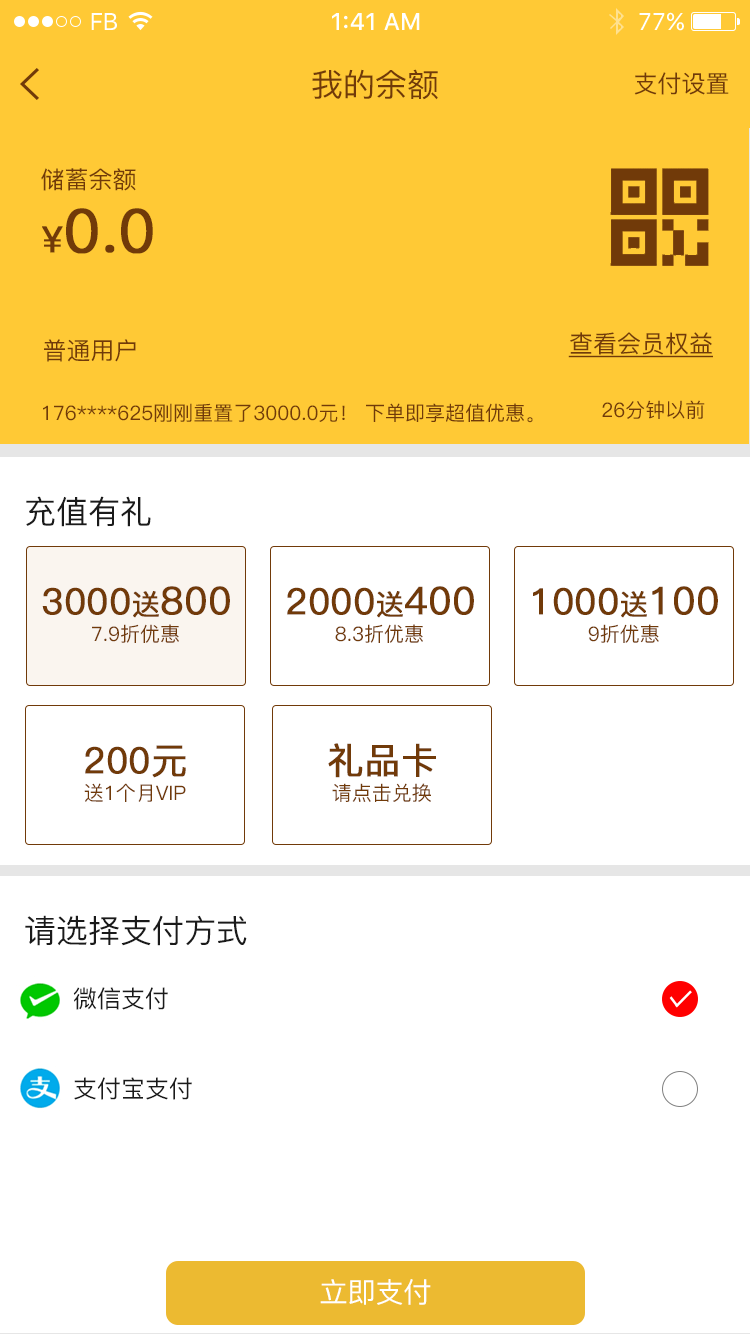 FB 1:41 AM 77%
我的余额 支付设置
储蓄余额
¥0.0
普通用户 查看会员权益
176****625刚刚重置了3000.0元！ 下单即享超值优惠。 26分钟以前
充值有礼
3000送800 2000送400 1000送100
7.9折优惠 8.3折优惠 9折优惠
200元 礼品卡
送1个月VIP 请点击兑换
请选择支付方式
微信支付
支 支付宝支付
立即支付